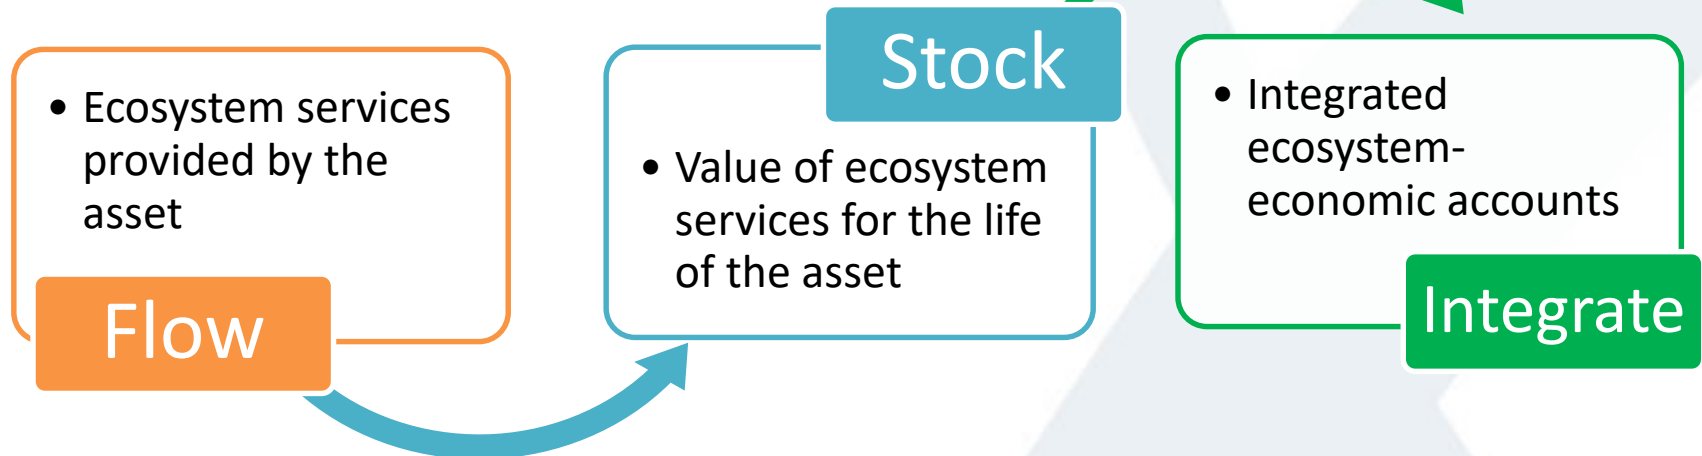 • Ecosystem services
provided by the
asset
Flow
Stock
• Value of ecosystem
services for the life
of the asset
• Integrated
ecosystem-
economic accounts
Integrate